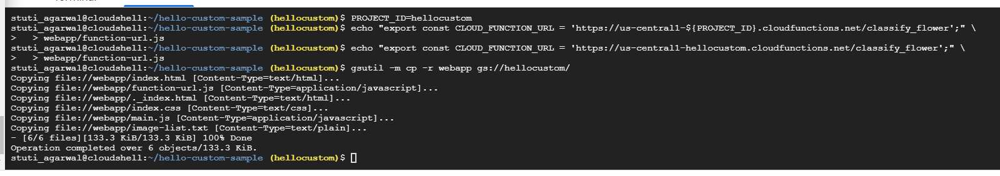 stuti_agarwal@cloudshell:~/hello-custom-sample (hellocustom)$ PROJECT_ID=hellocustom
stuti_agarwal@cloudshell:~/hello-custom-sample (hellocustom)$ echo "export const CLOUD_FUNCTION_URL = 'https://us-central1-${PROJECT_ID}.cloudfunctions.net/classify_flower';" \
>   > webapp/function-url.js
stuti_agarwal@cloudshell:~/hello-custom-sample (hellocustom)$ echo "export const CLOUD_FUNCTION_URL = 'https://us-central1-hellocustom.cloudfunctions.net/classify_flower';" \
>   > webapp/function-url.js
stuti_agarwal@cloudshell:~/hello-custom-sample (hellocustom)$ gsutil -m cp -r webapp gs://hellocustom/
Copying file://webapp/index.html [Content-Type=text/html]...
Copying file://webapp/function-url.js [Content-Type=application/javascript]...
Copying file://webapp/._index.html [Content-Type=text/html]...
Copying file://webapp/index.css [Content-Type=text/css]...
Copying file://webapp/main.js [Content-Type=application/javascript]...
Copying file://webapp/image-list.txt [Content-Type=text/plain]...
- [6/6 files][133.3 KiB/133.3 KiB] 100% Done
Operation completed over 6 objects/133.3 KiB.
stuti_agarwal@cloudshell:~/hello-custom-sample (hellocustom)$